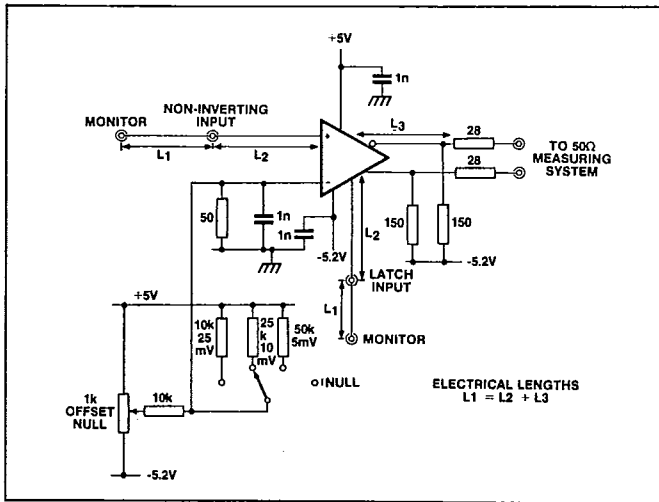 +5V
1n
NON-INVERTING
INPUT
MONITOR
L1
L2
L3
28
28
TO 50Ω
MEASURING
SYSTEM
+
−
50
1n
1n
-5.2V
L2
150
150
-5.2V
LATCH
INPUT
L1
MONITOR
+5V
10k
25
mV
25
k
10
mV
50k
5mV
NULL
1k
OFFSET
NULL
10k
-5.2V
ELECTRICAL LENGTHS
L1 = L2 + L3